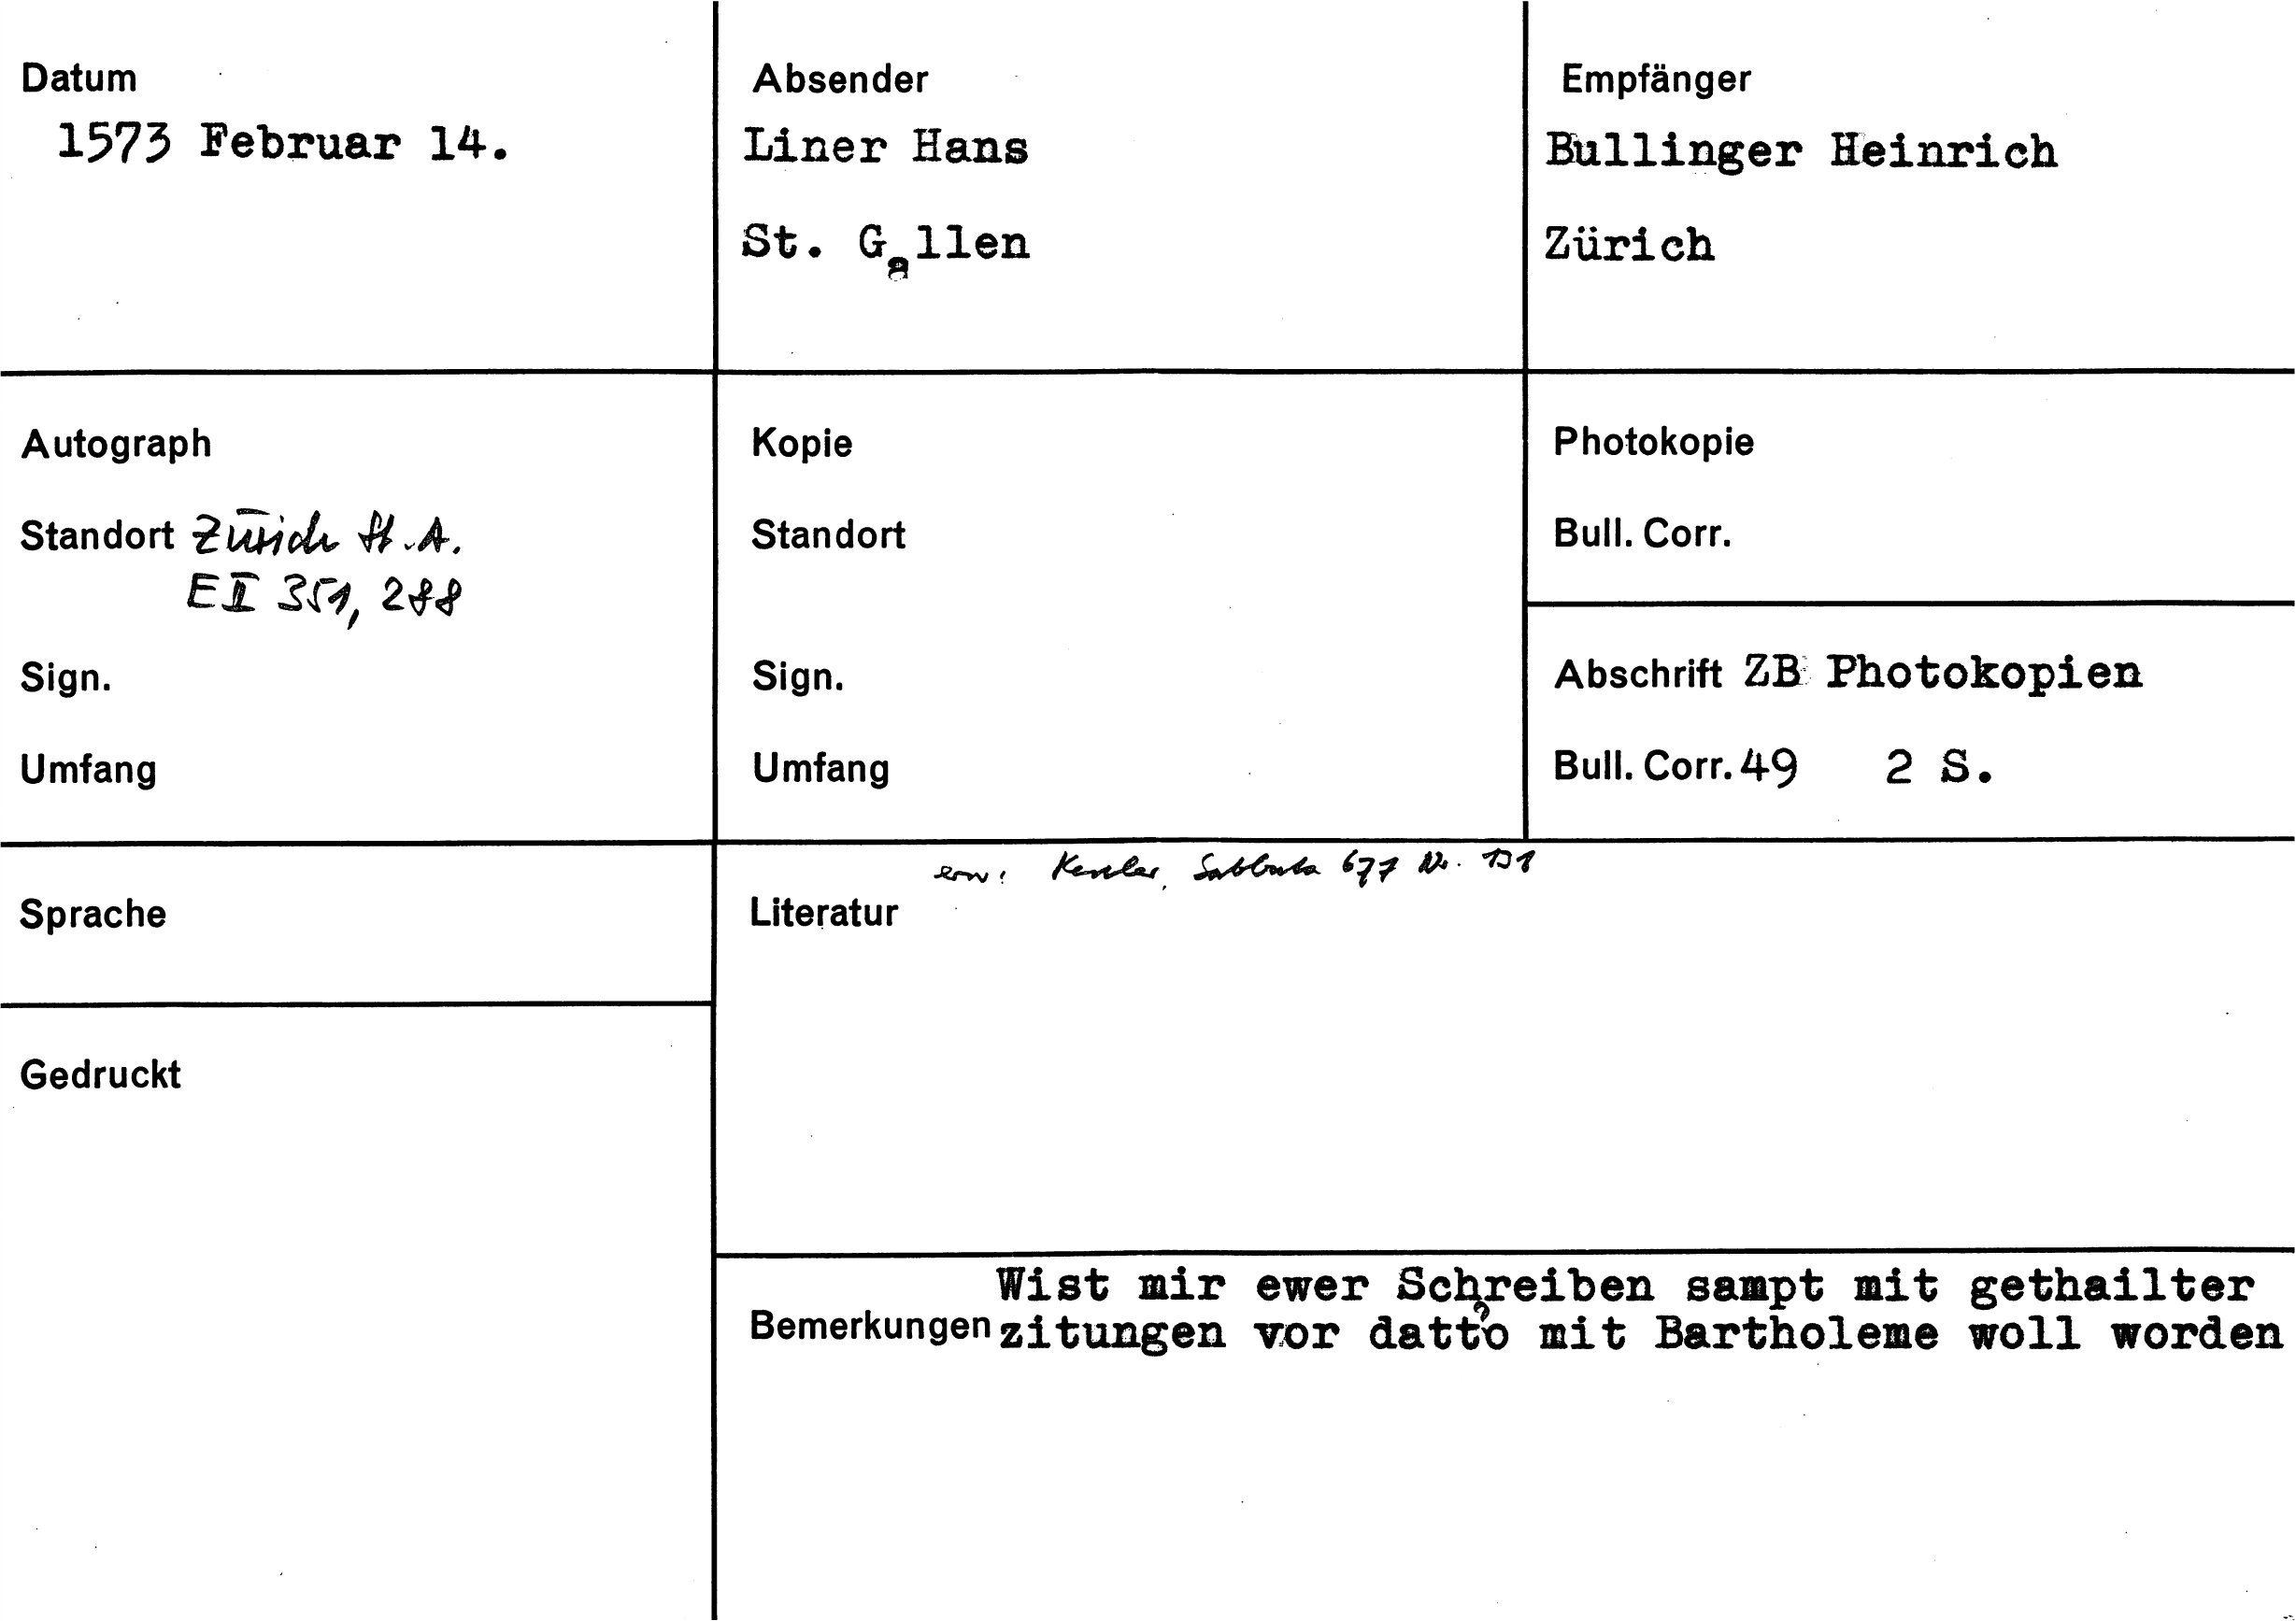 Datum
1573 Februar 14.
Absender
Liner Hans
St. Gallen
Empfänger
Bullinger Heinrich
Zürich
Autograph
Standort Zürich St.A.
E II 351, 288
Sign.
Umfang
Kopie
Standort
Sign.
Umfang
Photokopie
Bull. Corr.
Abschrift ZB Photokopien
Bull. Corr. 49 2 S.
Sprache
Gedruckt
erw: Kessler, Sabbata 677 Nr. 131
Literatur
Wist mir ewer Schreiben sampt mit gethailter
Bemerkungen zitungen vor datto mit Bartholeme woll worden
?